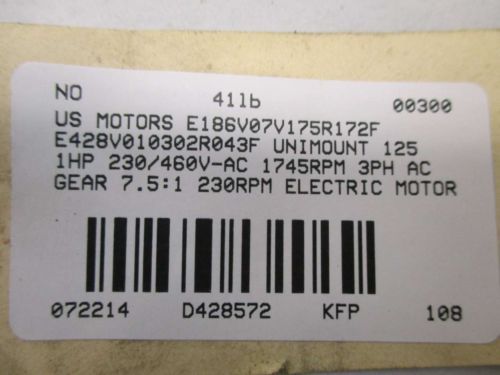 NO 41lb 00300
US MOTORS E186V07V175R172F
E428V010302R043F UNIMOUNT 125
1HP 230/460V-AC 1745RPM 3PH AC
GEAR 7.5:1 230RPM ELECTRIC MOTOR
072214 D428572 KFP 108